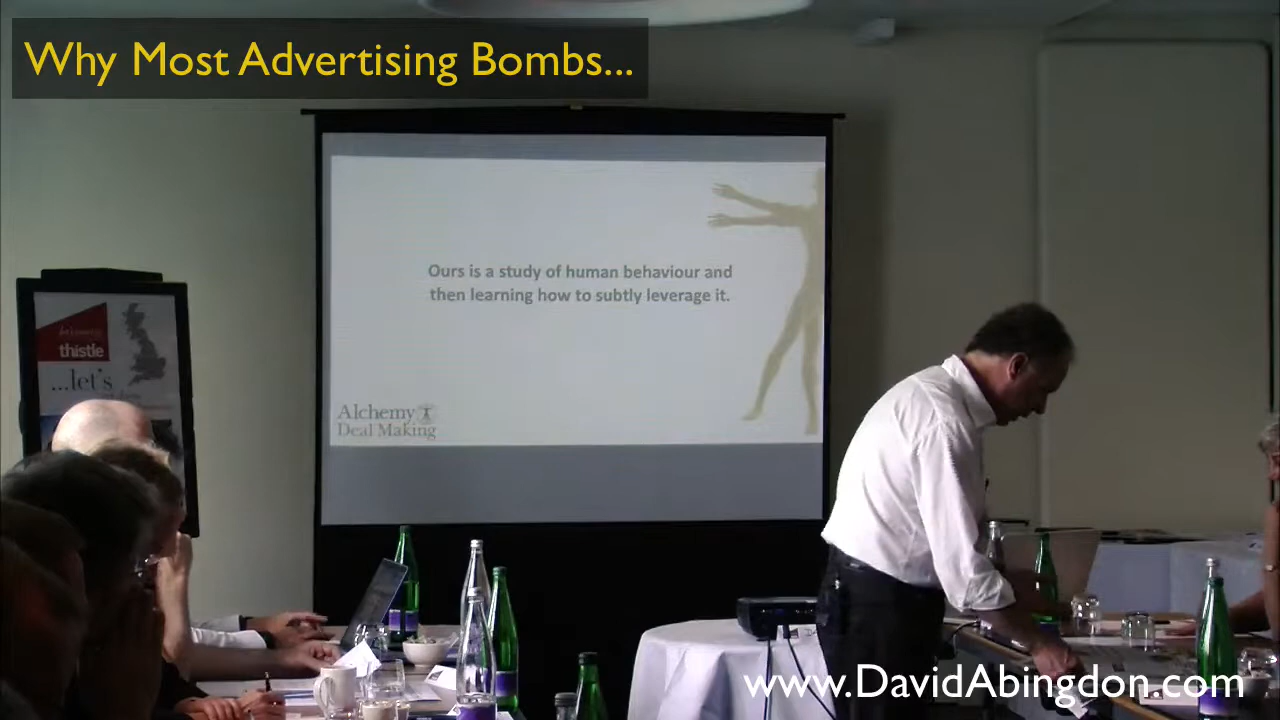 Why Most Advertising Bombs...
Ours is a study of human behaviour and
then learning how to subtly leverage it.
thistle
...let's
Alchemy
Deal Making
www.DavidAbingdon.com